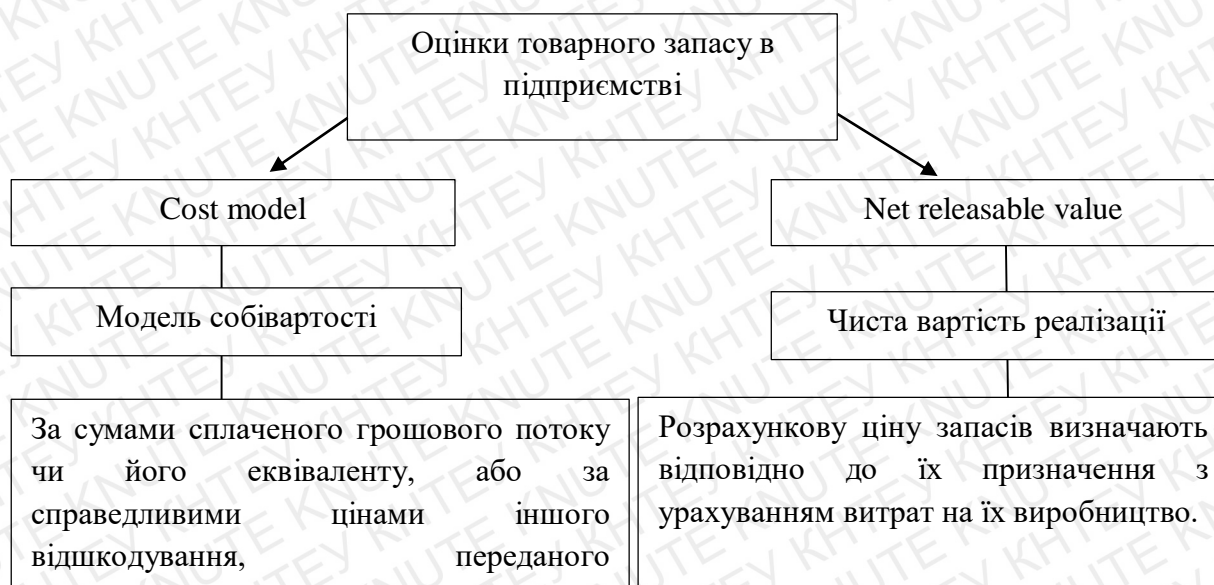 Оцінки товарного запасу в
підприємстві
Cost model
Net releasable value
Модель собівартості
Чиста вартість реалізації
За сумами сплаченого грошового потоку
чи його еквіваленту, або за
справедливими цінами іншого
відшкодування, переданого
Розрахункову ціну запасів визначають
відповідно до їх призначення з
урахуванням витрат на їх виробництво.